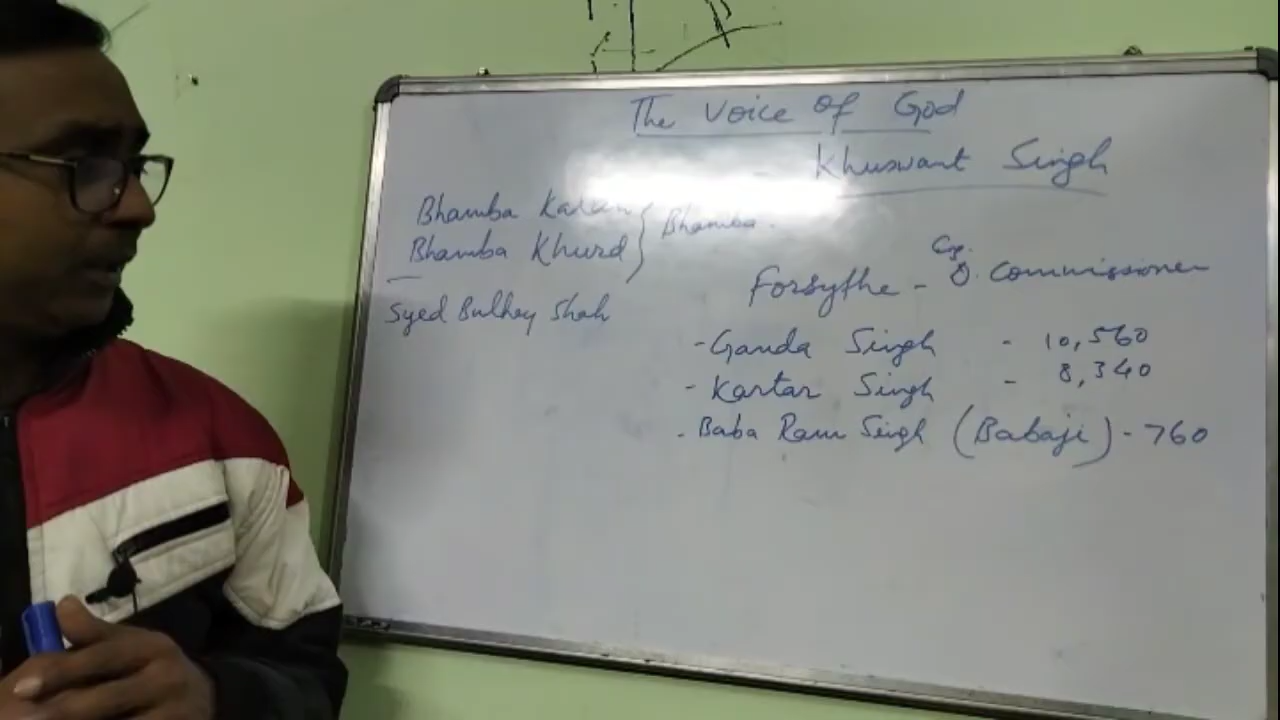 The Voice of God
Khuswant Singh
Bhamba Kalan } Bhamba.
Bhamba Khurd
Syed Bulhey Shah
Forsythe - D. Commissioner
- Ganda Singh - 10,560
- Kartar Singh - 8,340
- Baba Ram Singh (Babaji) - 760